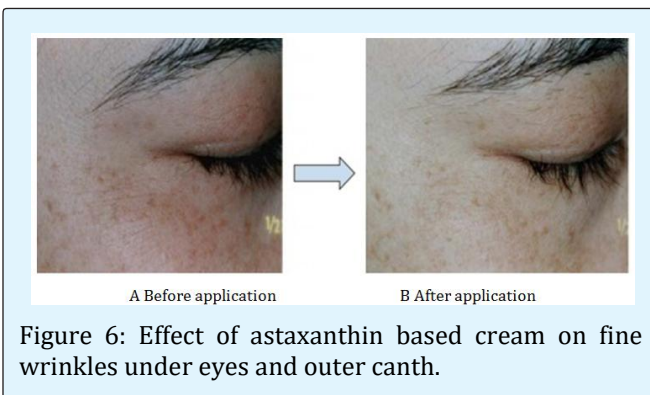 A Before application
B After application
Figure 6: Effect of astaxanthin based cream on fine
wrinkles under eyes and outer canth.